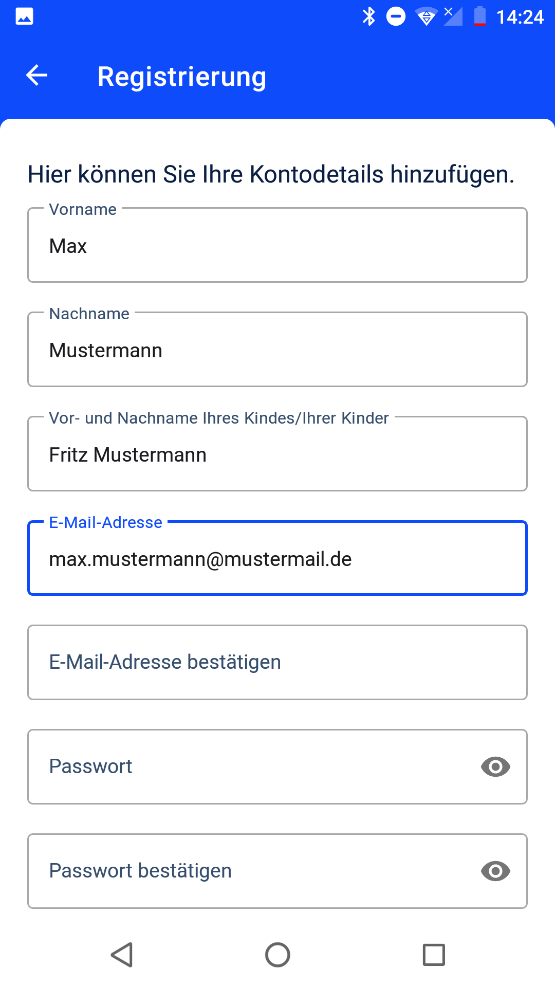 14:24
Registrierung
Hier können Sie Ihre Kontodetails hinzufügen.
Vorname
Max
Nachname
Mustermann
Vor- und Nachname Ihres Kindes/Ihrer Kinder
Fritz Mustermann
E-Mail-Adresse
max.mustermann@mustermail.de
E-Mail-Adresse bestätigen
Passwort
Passwort bestätigen